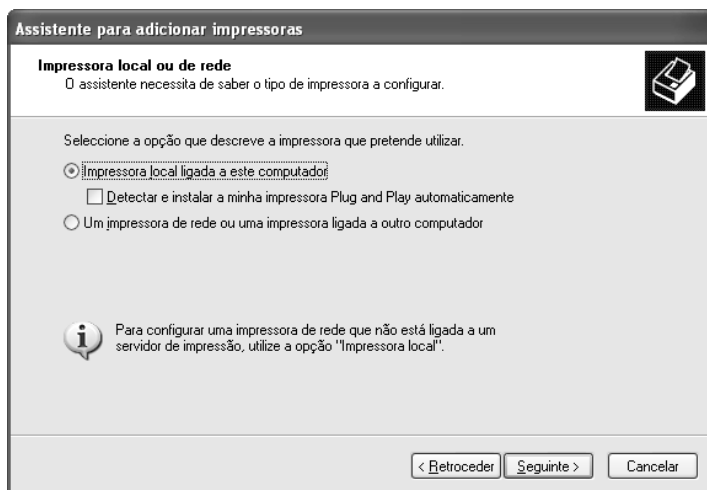 Assistente para adicionar impressoras
Impressora local ou de rede
O assistente necessita de saber o tipo de impressora a configurar.
Seleccione a opção que descreve a impressora que pretende utilizar.
Impressora local ligada a este computador
Detectar e instalar a minha impressora Plug and Play automaticamente
Um impressora de rede ou uma impressora ligada a outro computador
Para configurar uma impressora de rede que não está ligada a um
servidor de impressão, utilize a opção "Impressora local".
< Retroceder Seguinte > Cancelar